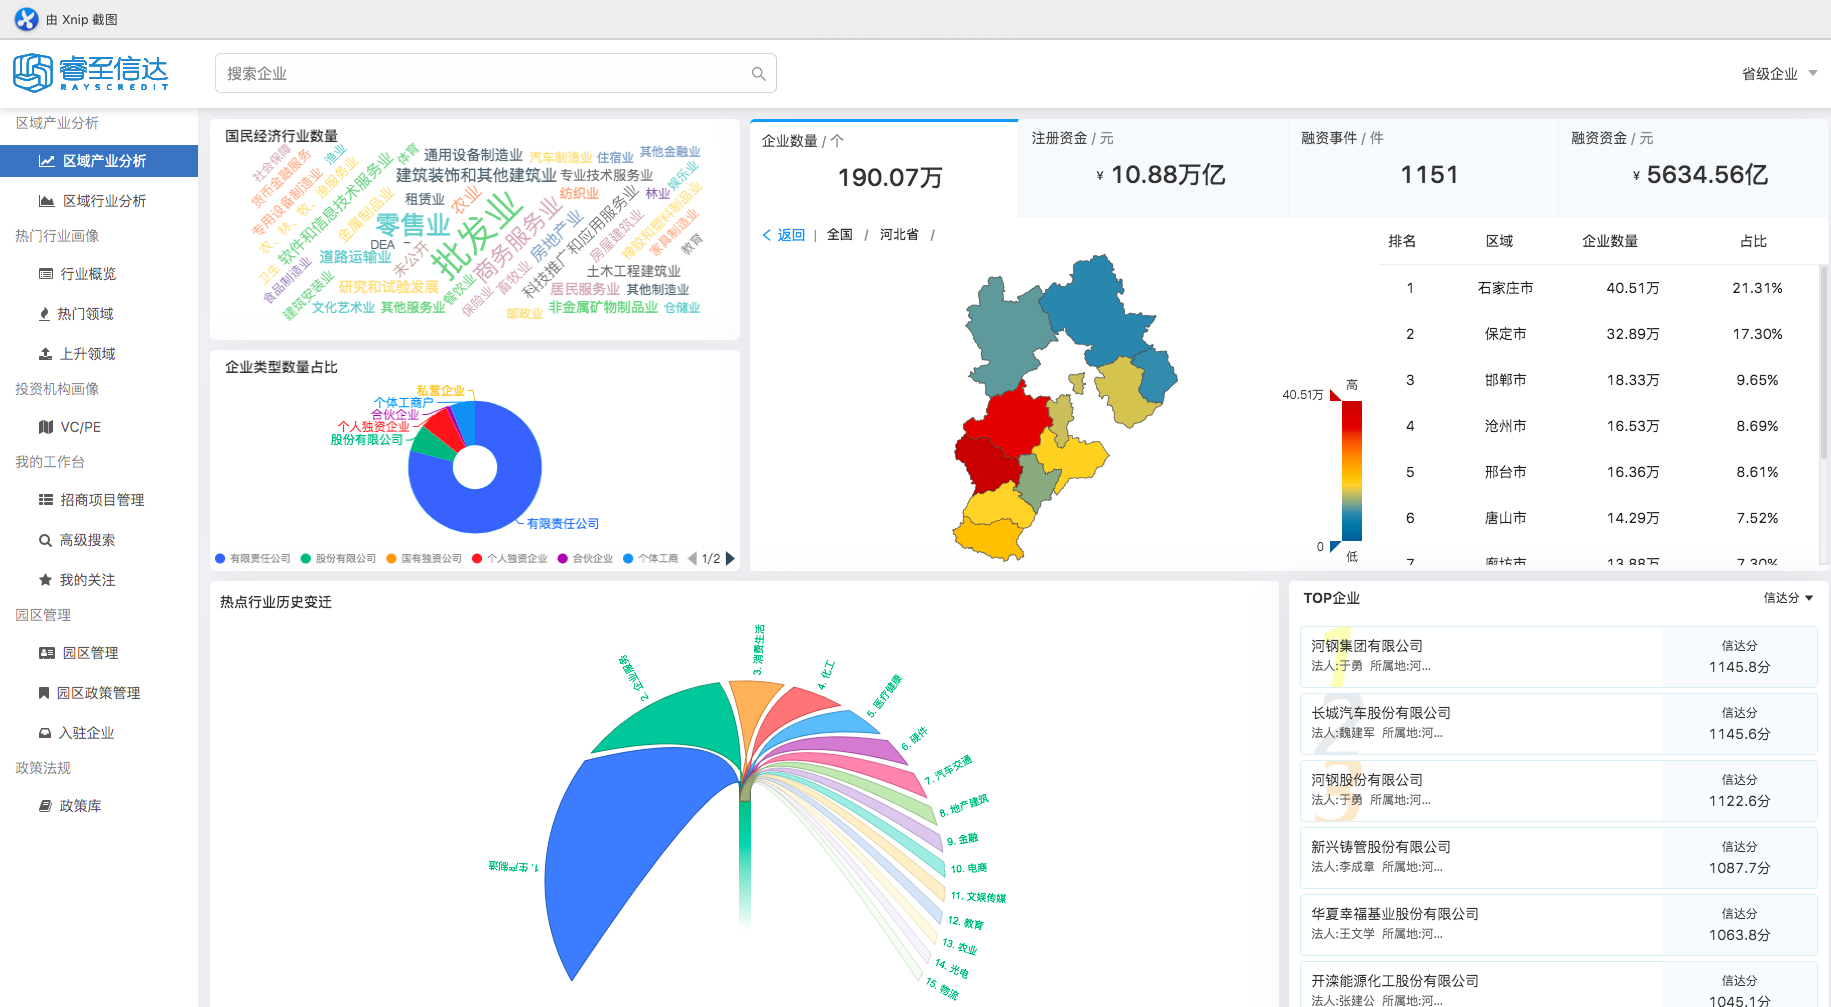 由 Xnip 截图
睿至信达
RAYSCREDIT
搜索企业
省级企业
区域产业分析
区域产业分析
区域行业分析
热门行业画像
行业概览
热门领域
上升领域
投资机构画像
VC/PE
我的工作台
招商项目管理
高级搜索
我的关注
园区管理
园区管理
园区政策管理
入驻企业
政策法规
政策库
国民经济行业数量
社会保障
渔业
货币金融服务
体育
通用设备制造业
汽车制造业
住宿业
其他金融业
专用设备制造业
农、林、牧、渔服务业
软件和信息技术服务业
建筑装饰和其他建筑业
专业技术服务业
娱乐业
金属制品业
租赁业
农业
纺织业
林业
零售业
批发业
商务服务业
房地产业
科技推广和应用服务业
房屋建筑业
橡胶和塑料制品业
家具制造业
教育
DEA
道路运输业
未公开
卫生
食品制造业
建筑安装业
研究和试验发展
餐饮业
保险业
畜牧业
土木工程建筑业
居民服务业
其他制造业
文化艺术业
其他服务业
邮政业
非金属矿物制品业
仓储业
企业类型数量占比
私营企业
个体工商户
合伙企业
个人独资企业
股份有限公司
有限责任公司
有限责任公司 股份有限公司 国有独资公司 个人独资企业 合伙企业 个体工商 1/2
企业数量 / 个
190.07万
注册资金 / 元
¥ 10.88万亿
融资事件 / 件
1151
融资资金 / 元
¥ 5634.56亿
返回 | 全国 / 河北省 /
高
40.51万
0
低
排名 区域 企业数量 占比
1 石家庄市 40.51万 21.31%
2 保定市 32.89万 17.30%
3 邯郸市 18.33万 9.65%
4 沧州市 16.53万 8.69%
5 邢台市 16.36万 8.61%
6 唐山市 14.29万 7.52%
7 廊坊市 13.88万 7.30%
热点行业历史变迁
1. 生产制造
2. 企业服务
3. 消费生活
4. 化工
5. 医疗健康
6. 硬件
7. 汽车交通
8. 地产建筑
9. 金融
10. 电商
11. 文娱传媒
12. 教育
13. 农业
14. 光电
15. 物流
TOP企业
信达分
1
河钢集团有限公司
法人:于勇 所属地:河...
信达分
1145.8分
2
长城汽车股份有限公司
法人:魏建军 所属地:河...
信达分
1145.6分
3
河钢股份有限公司
法人:于勇 所属地:河...
信达分
1122.6分
新兴铸管股份有限公司
法人:李成章 所属地:河...
信达分
1087.7分
华夏幸福基业股份有限公司
法人:王文学 所属地:河...
信达分
1063.8分
开滦能源化工股份有限公司
法人:张建公 所属地:河...
信达分
1045.1分